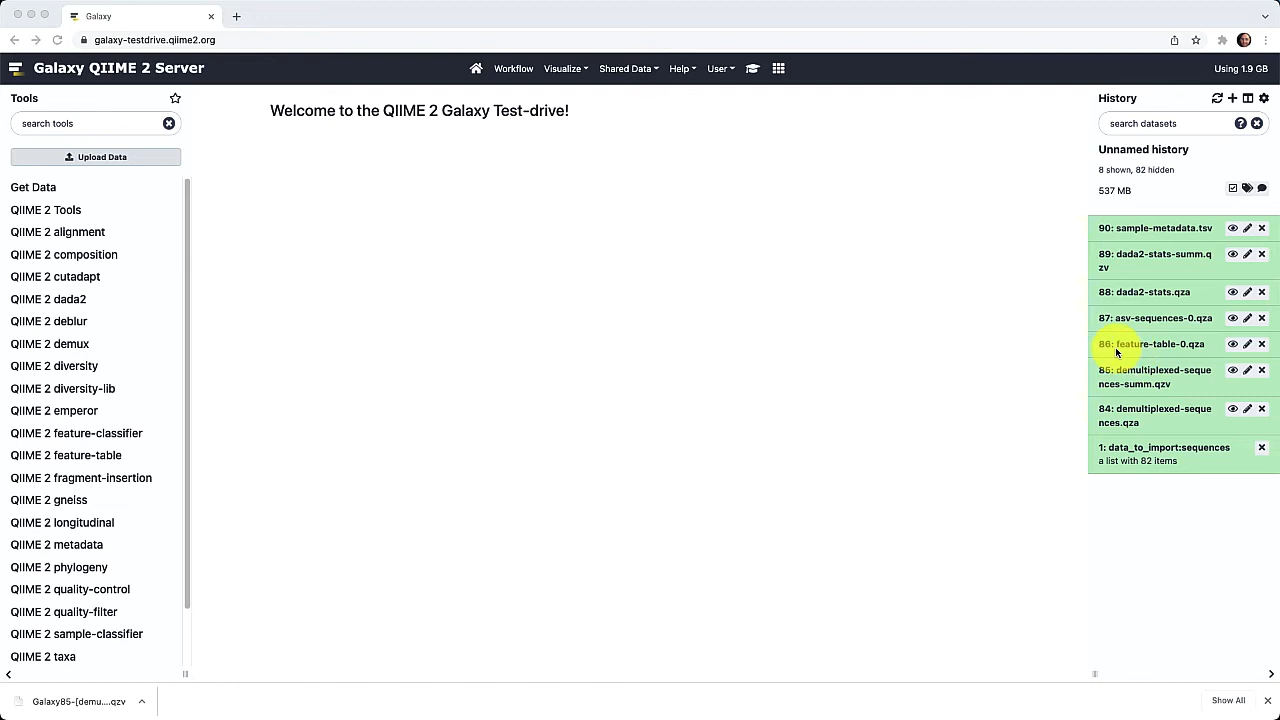 Galaxy
galaxy-testdrive.qiime2.org
Galaxy QIIME 2 Server
Workflow
Visualize
Shared Data
Help
User
Using 1.9 GB
Tools
search tools
Upload Data
Get Data
QIIME 2 Tools
QIIME 2 alignment
QIIME 2 composition
QIIME 2 cutadapt
QIIME 2 dada2
QIIME 2 deblur
QIIME 2 demux
QIIME 2 diversity
QIIME 2 diversity-lib
QIIME 2 emperor
QIIME 2 feature-classifier
QIIME 2 feature-table
QIIME 2 fragment-insertion
QIIME 2 gneiss
QIIME 2 longitudinal
QIIME 2 metadata
QIIME 2 phylogeny
QIIME 2 quality-control
QIIME 2 quality-filter
QIIME 2 sample-classifier
QIIME 2 taxa
Welcome to the QIIME 2 Galaxy Test-drive!
History
search datasets
Unnamed history
8 shown, 82 hidden
537 MB
90: sample-metadata.tsv
89: dada2-stats-summ.q
zv
88: dada2-stats.qza
87: asv-sequences-0.qza
86: feature-table-0.qza
85: demultiplexed-seque
nces-summ.qzv
84: demultiplexed-seque
nces.qza
1: data_to_import:sequences
a list with 82 items
Galaxy85-[demu....qzv
Show All